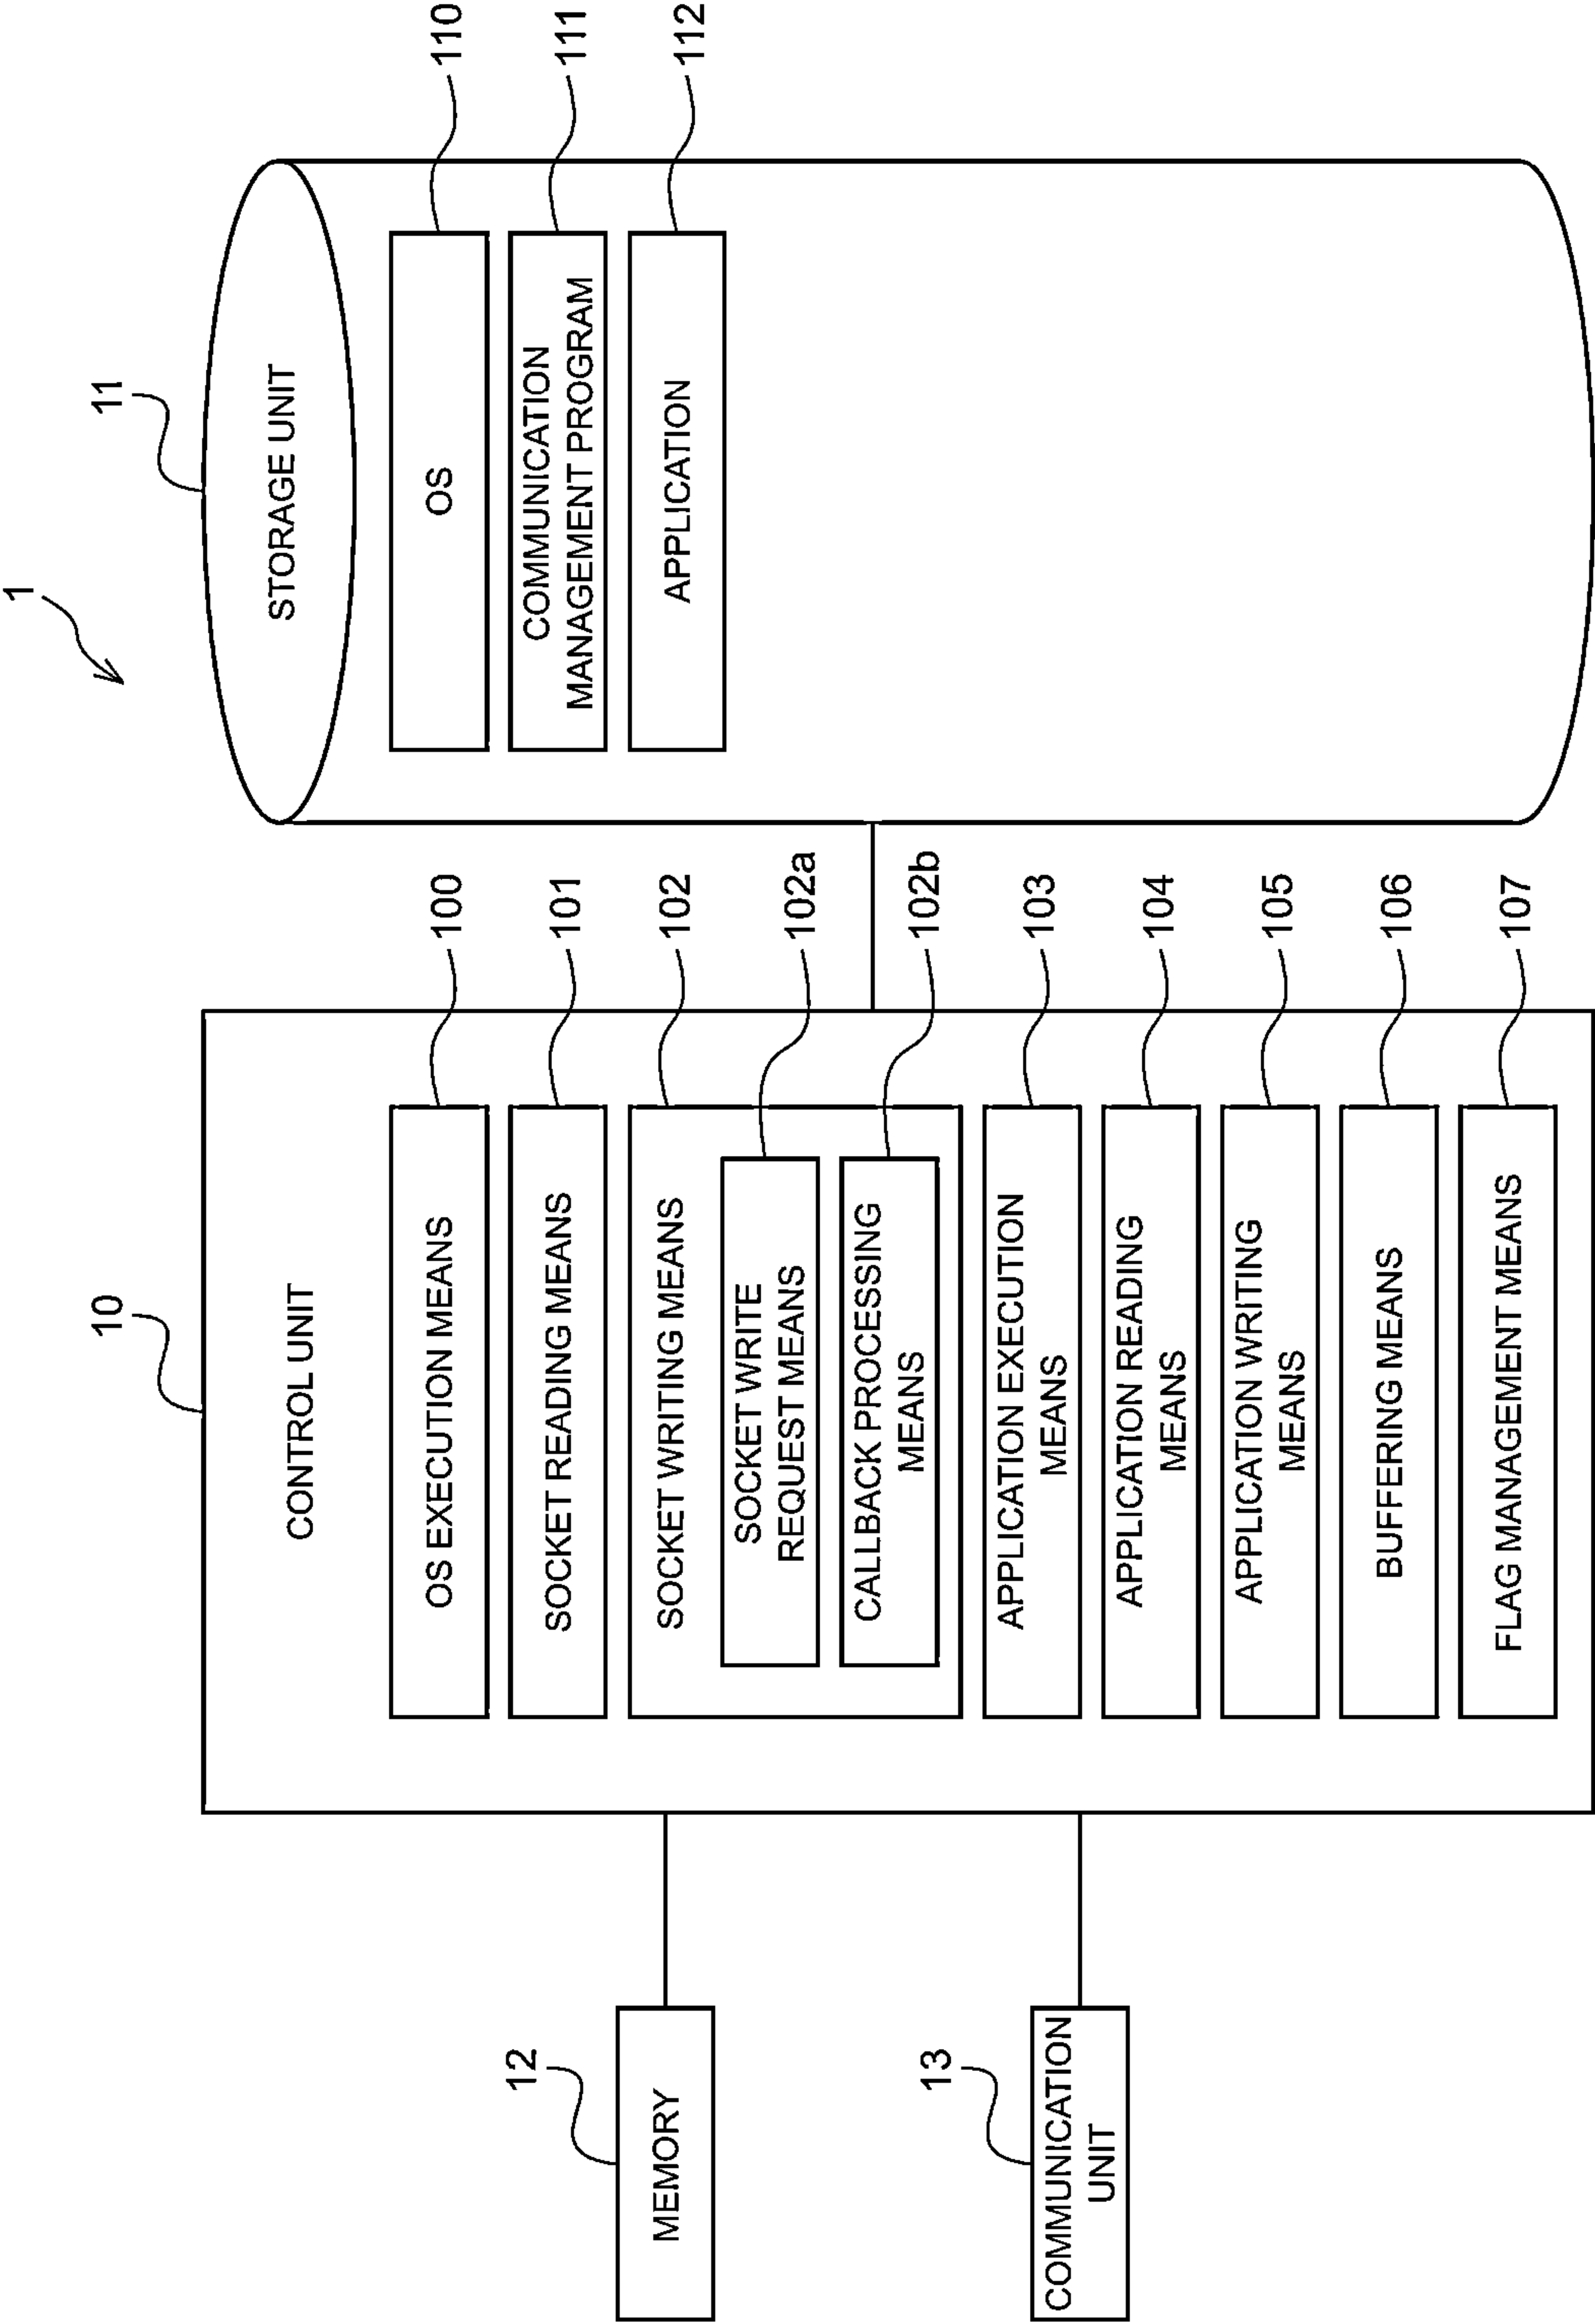 1
12
MEMORY
13
COMMUNICATION
UNIT
10
CONTROL UNIT
OS EXECUTION MEANS
100
SOCKET READING MEANS
101
SOCKET WRITING MEANS
102
SOCKET WRITE
REQUEST MEANS
102a
CALLBACK PROCESSING
MEANS
102b
APPLICATION EXECUTION
MEANS
103
APPLICATION READING
MEANS
104
APPLICATION WRITING
MEANS
105
BUFFERING MEANS
106
FLAG MANAGEMENT MEANS
107
11
STORAGE UNIT
OS
110
COMMUNICATION
MANAGEMENT PROGRAM
111
APPLICATION
112